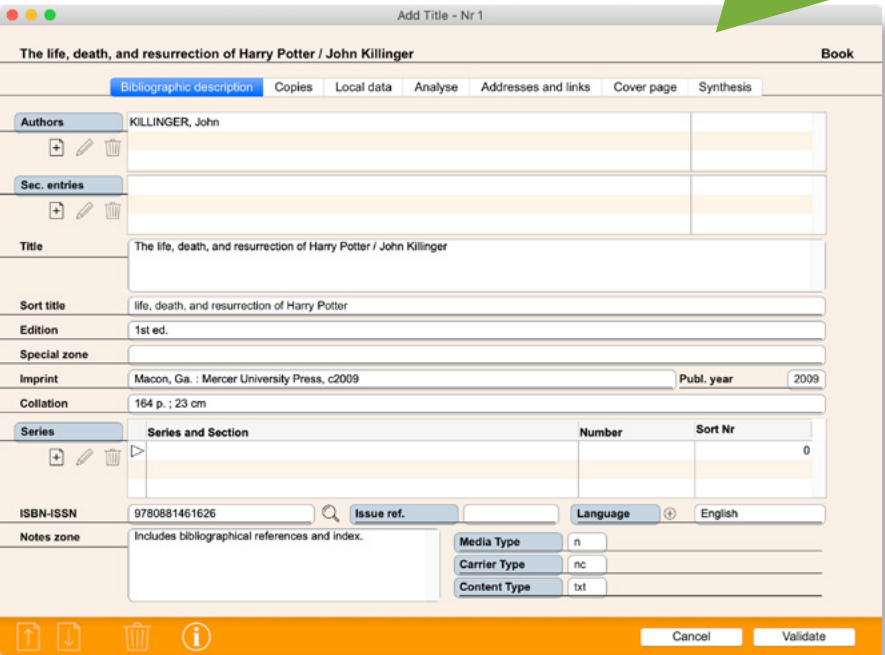 Add Title - Nr 1
The life, death, and resurrection of Harry Potter / John Killinger Book
Bibliographic description Copies Local data Analyse Addresses and links Cover page Synthesis
Authors KILLINGER, John
Sec. entries
Title The life, death, and resurrection of Harry Potter / John Killinger
Sort title life, death, and resurrection of Harry Potter
Edition 1st ed.
Special zone
Imprint Macon, Ga. : Mercer University Press, c2009 Publ. year 2009
Collation 164 p. ; 23 cm
Series Series and Section Number Sort Nr
0
ISBN-ISSN 9780881461626 Issue ref. Language English
Notes zone Includes bibliographical references and index.
Media Type n
Carrier Type nc
Content Type txt
Cancel Validate